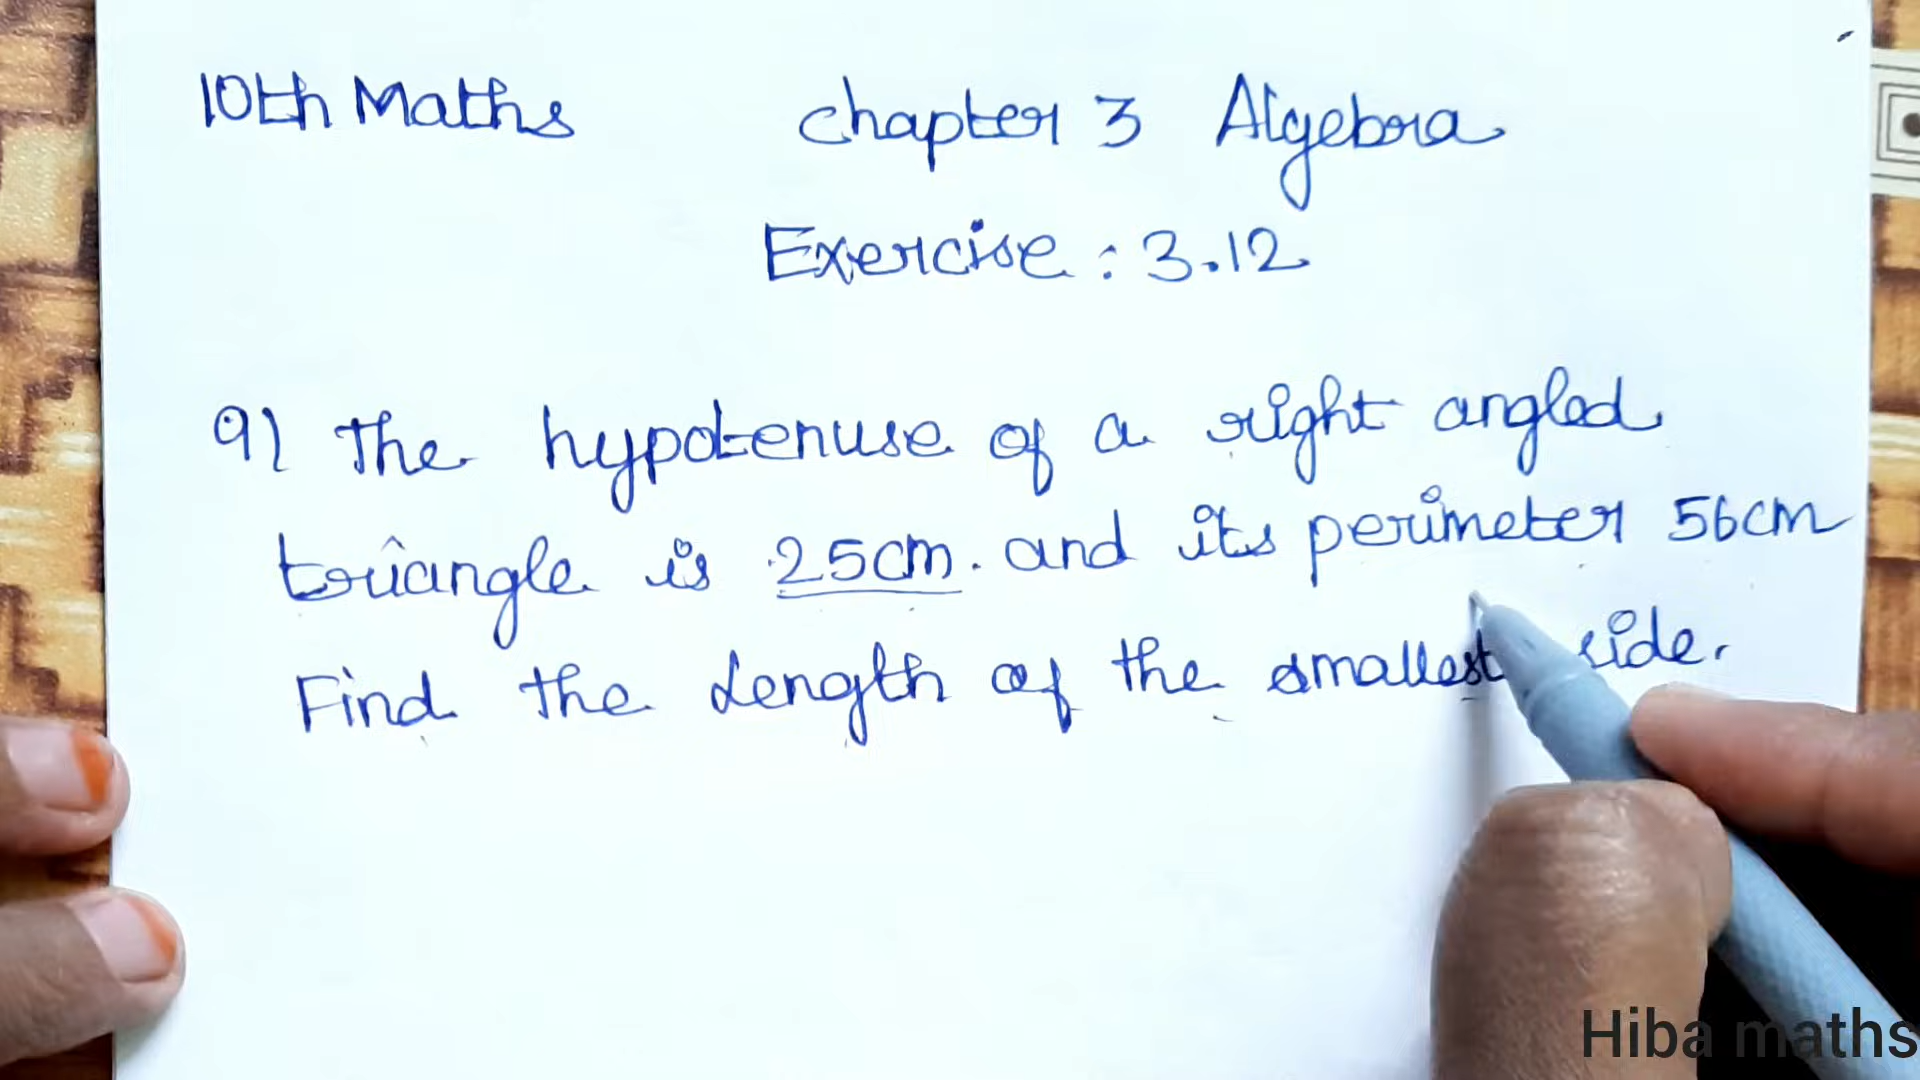 10th Maths chapter 3 Algebra
Exercise : 3.12
9) The hypotenuse of a right angled
triangle is 25cm. and its perimeter 56cm
Find the Length of the smallest side.
Hiba maths